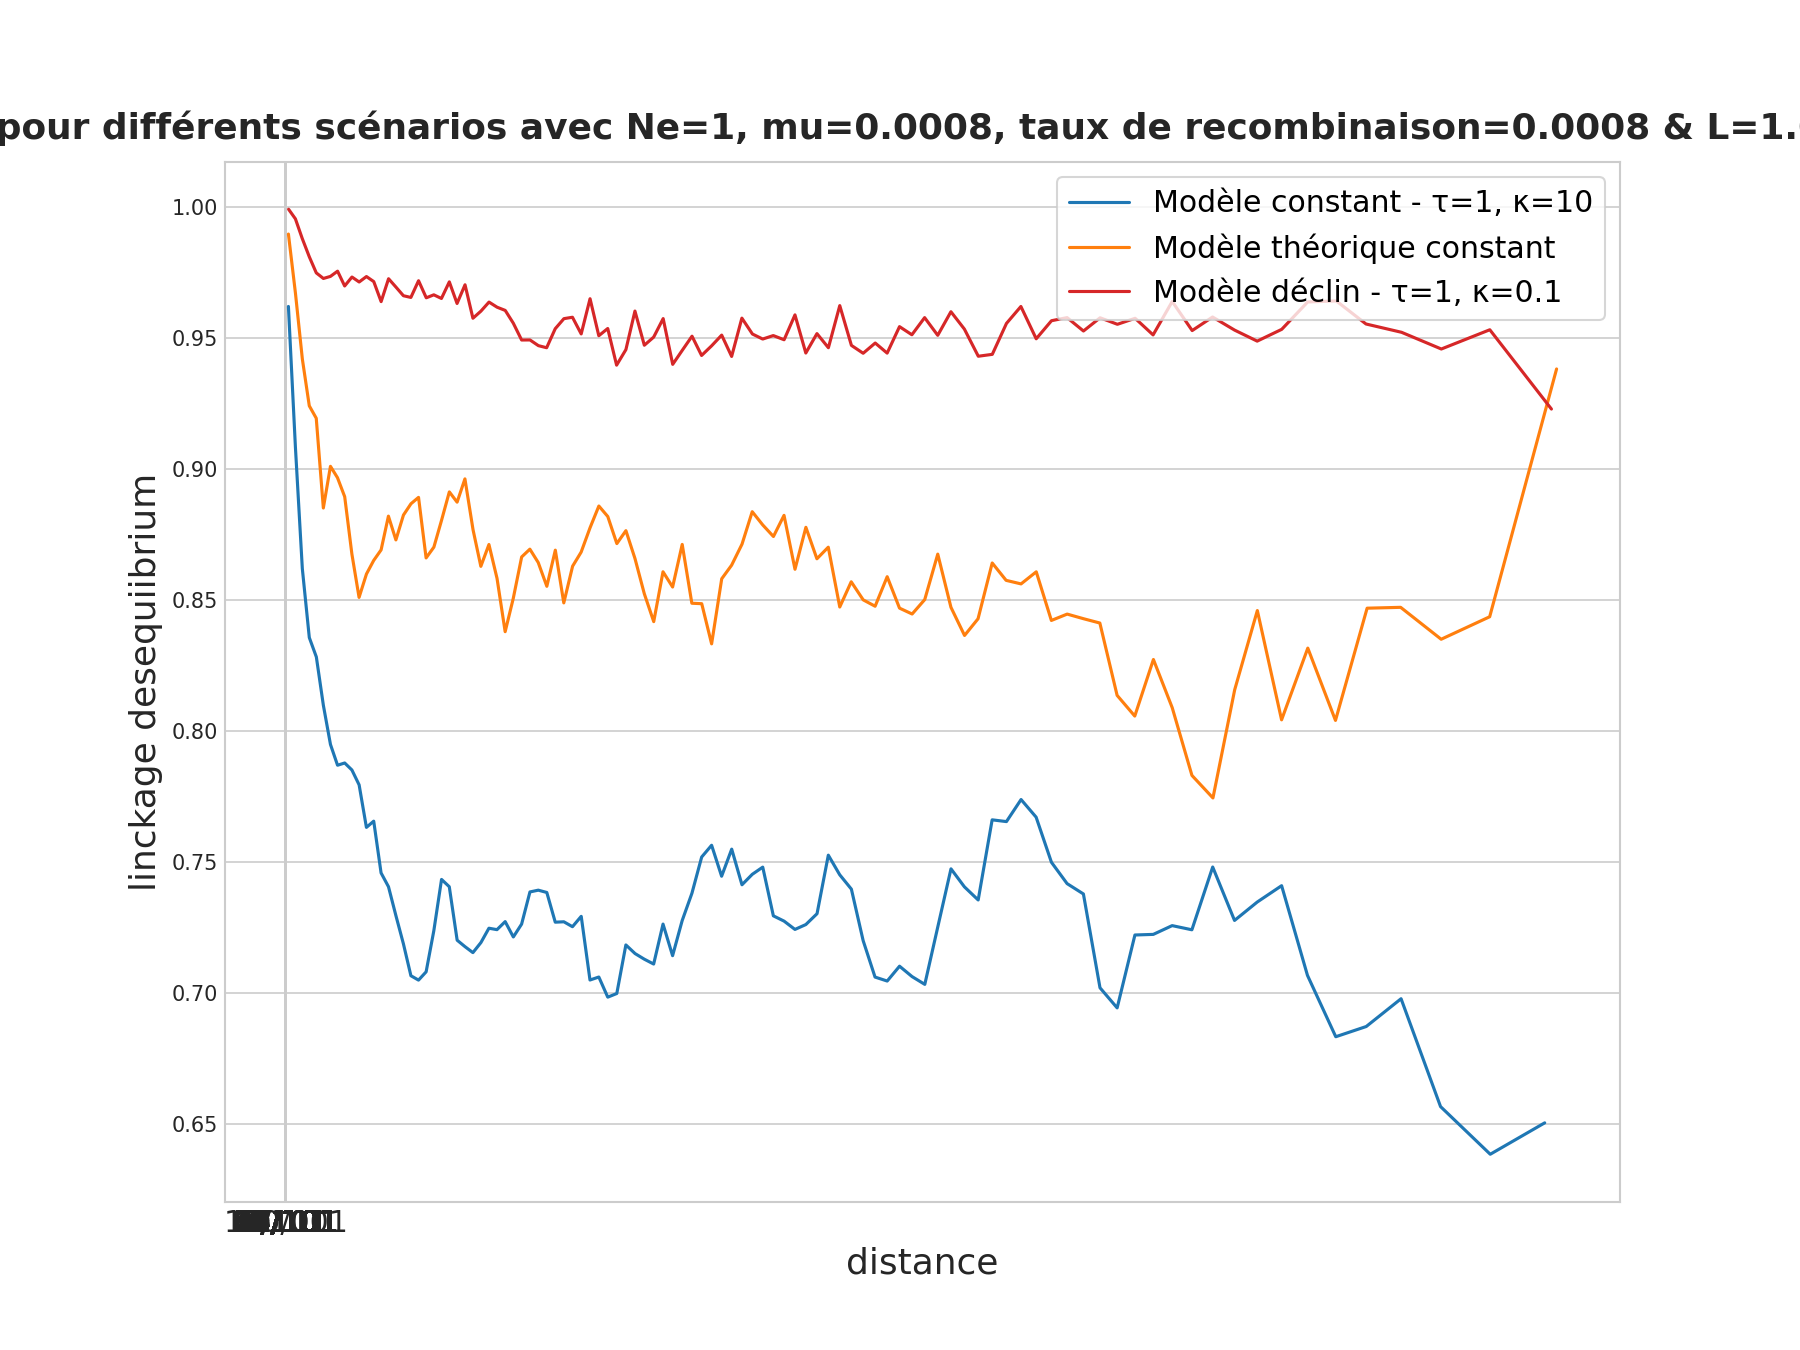 pour différents scénarios avec Ne=1, mu=0.0008, taux de recombinaison=0.0008 & L=1.
Modèle constant - τ=1, κ=10
Modèle théorique constant
Modèle déclin - τ=1, κ=0.1
1.00
0.95
0.90
0.85
0.80
0.75
0.70
0.65
linckage desequilibrium
distance